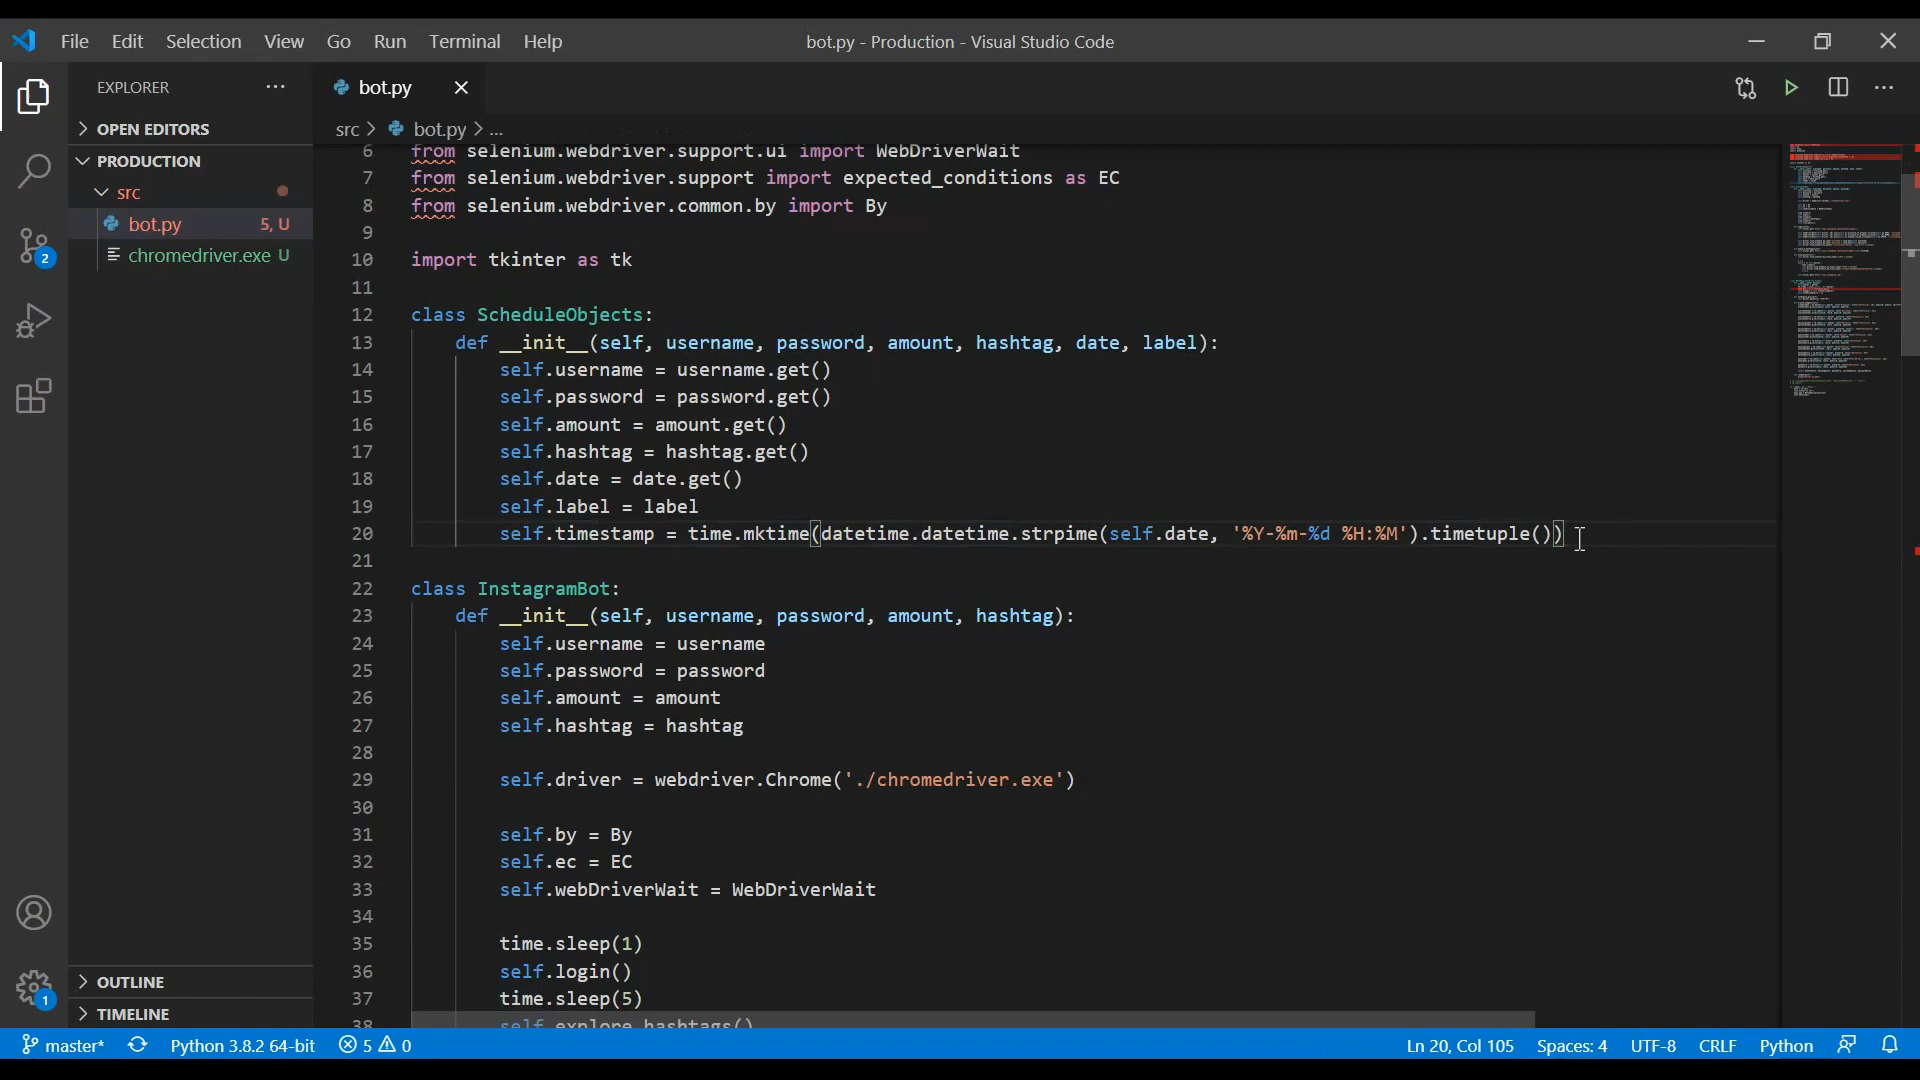 File Edit Selection View Go Run Terminal Help bot.py - Production - Visual Studio Code
EXPLORER ... bot.py
OPEN EDITORS
src > bot.py > ...
PRODUCTION
src
bot.py 5, U
chromedriver.exe U
2
6 from selenium.webdriver.support.ui import WebDriverWait
7 from selenium.webdriver.support import expected_conditions as EC
8 from selenium.webdriver.common.by import By
9
10 import tkinter as tk
11
12 class ScheduleObjects:
13 def __init__(self, username, password, amount, hashtag, date, label):
14 self.username = username.get()
15 self.password = password.get()
16 self.amount = amount.get()
17 self.hashtag = hashtag.get()
18 self.date = date.get()
19 self.label = label
20 self.timestamp = time.mktime(datetime.datetime.strpime(self.date, '%Y-%m-%d %H:%M').timetuple())
21
22 class InstagramBot:
23 def __init__(self, username, password, amount, hashtag):
24 self.username = username
25 self.password = password
26 self.amount = amount
27 self.hashtag = hashtag
28
29 self.driver = webdriver.Chrome('./chromedriver.exe')
30
31 self.by = By
32 self.ec = EC
33 self.webDriverWait = WebDriverWait
34
35 time.sleep(1)
36 self.login()
37 time.sleep(5)
38 self.explore_hashtags()
OUTLINE
1
TIMELINE
master* Python 3.8.2 64-bit 5 0 Ln 20, Col 105 Spaces: 4 UTF-8 CRLF Python